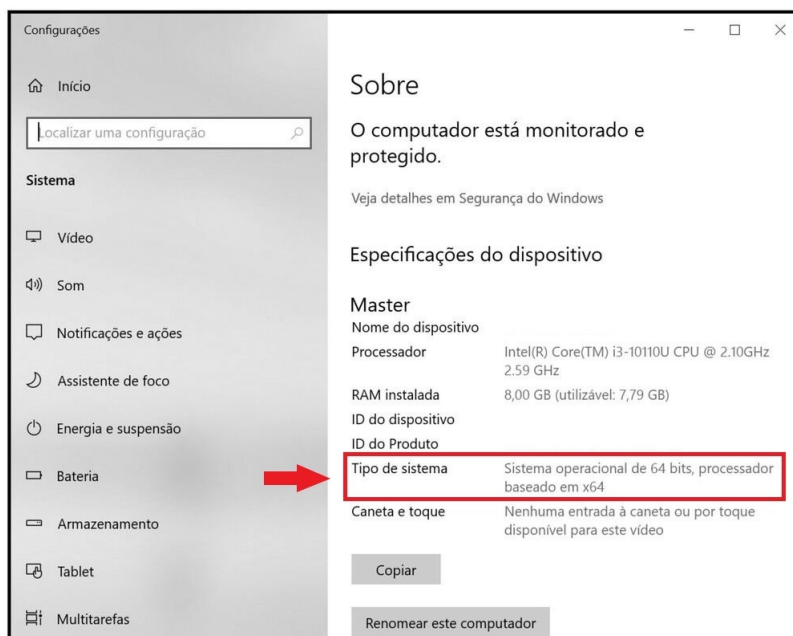 Configurações
Início
Localizar uma configuração
Sistema
Vídeo
Som
Notificações e ações
Assistente de foco
Energia e suspensão
Bateria
Armazenamento
Tablet
Multitarefas
Sobre
O computador está monitorado e
protegido.
Veja detalhes em Segurança do Windows
Especificações do dispositivo
Master
Nome do dispositivo
Processador Intel(R) Core(TM) i3-10110U CPU @ 2.10GHz
2.59 GHz
RAM instalada 8,00 GB (utilizável: 7,79 GB)
ID do dispositivo
ID do Produto
Tipo de sistema Sistema operacional de 64 bits, processador
baseado em x64
Caneta e toque Nenhuma entrada à caneta ou por toque
disponível para este vídeo
Copiar
Renomear este computador